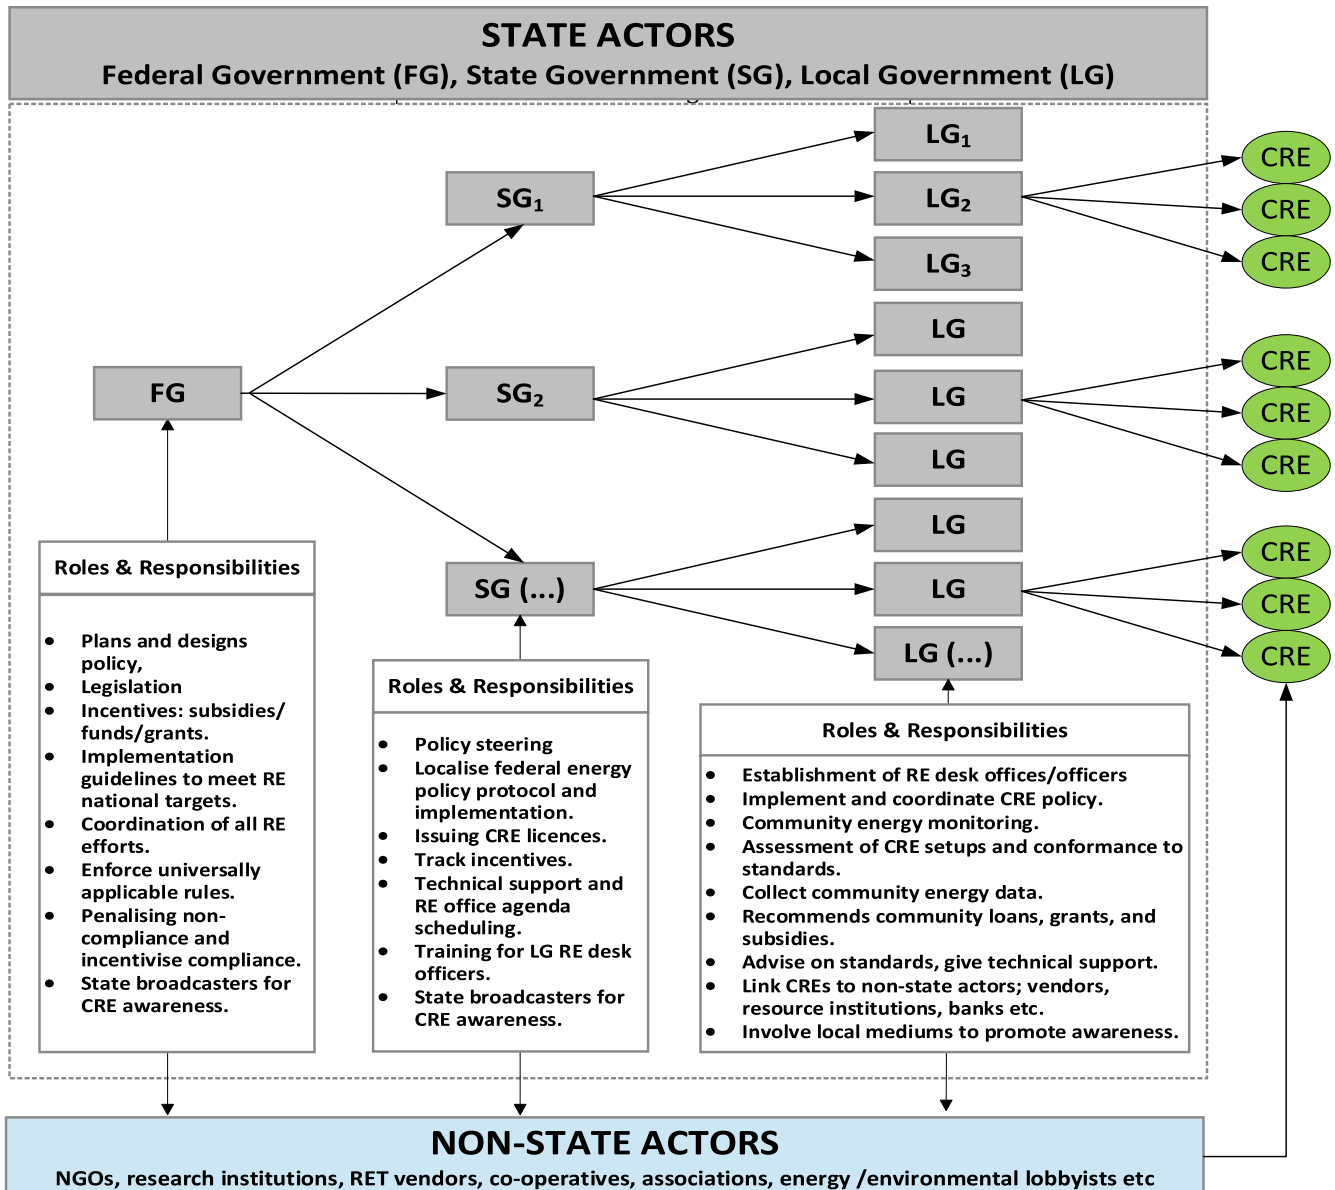 STATE ACTORS
Federal Government (FG), State Government (SG), Local Government (LG)
FG
SG₁
SG₂
SG (...)
LG₁
LG₂
LG₃
LG
LG
LG
LG
LG
LG (...)
CRE
CRE
CRE
CRE
CRE
CRE
CRE
CRE
CRE
Roles & Responsibilities
• Plans and designs
policy,
• Legislation
• Incentives: subsidies/
funds/grants.
• Implementation
guidelines to meet RE
national targets.
• Coordination of all RE
efforts.
• Enforce universally
applicable rules.
• Penalising non-
compliance and
incentivise compliance.
• State broadcasters for
CRE awareness.
Roles & Responsibilities
• Policy steering
• Localise federal energy
policy protocol and
implementation.
• Issuing CRE licences.
• Track incentives.
• Technical support and
RE office agenda
scheduling.
• Training for LG RE desk
officers.
• State broadcasters for
CRE awareness.
Roles & Responsibilities
• Establishment of RE desk offices/officers
• Implement and coordinate CRE policy.
• Community energy monitoring.
• Assessment of CRE setups and conformance to
standards.
• Collect community energy data.
• Recommends community loans, grants, and
subsidies.
• Advise on standards, give technical support.
• Link CREs to non-state actors; vendors,
resource institutions, banks etc.
• Involve local mediums to promote awareness.
NON-STATE ACTORS
NGOs, research institutions, RET vendors, co-operatives, associations, energy /environmental lobbyists etc